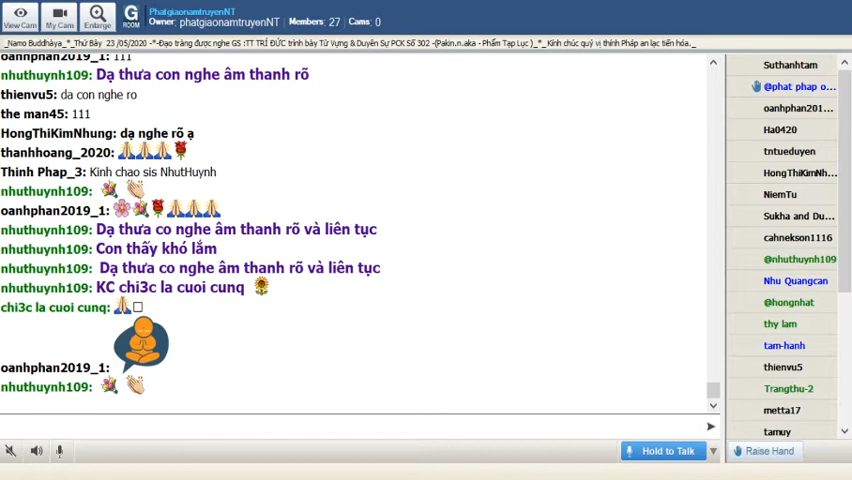 View Cam
My Cam
Enlarge
G
ROOM
PhatgiaonamtruyenNT
Owner: phatgiaonamtruyenNT Members: 27 Cams: 0
_Namo Buddhàya_*_Thứ Bảy 23 /05/2020 -*-Đạo tràng được nghe GS :TT TRÍ ĐỨC trình bày Từ Vựng & Duyên Sự PCK Số 302 -(Pakin.n.aka - Phẩm Tạp Lục )_*_ Kính chúc quý vị thính Pháp an lạc tiến hóa._
oanhphan2019_1: 111
nhuthuynh109: Dạ thưa con nghe âm thanh rõ
thienvu5: da con nghe ro
the man45: 111
HongThiKimNhung: dạ nghe rõ ạ
thanhhoang_2020:
Thinh Phap_3: Kinh chao sis NhutHuynh
nhuthuynh109:
oanhphan2019_1:
nhuthuynh109: Dạ thưa co nghe âm thanh rõ và liên tục
nhuthuynh109: Con thấy khó lắm
nhuthuynh109: Dạ thưa co nghe âm thanh rõ và liên tục
nhuthuynh109: KC chi3c la cuoi cunq
chi3c la cuoi cunq:
oanhphan2019_1:
nhuthuynh109:
Hold to Talk
Suthanhtam
@phat phap o...
oanhphan201...
Ha0420
tntueduyen
HongThiKimNh...
NiemTu
Sukha and Du...
cahnekson1116
@nhuthuynh109
Nhu Quangcan
@hongnhat
thy lam
tam-hanh
thienvu5
Trangthu-2
metta17
tamuy
Raise Hand